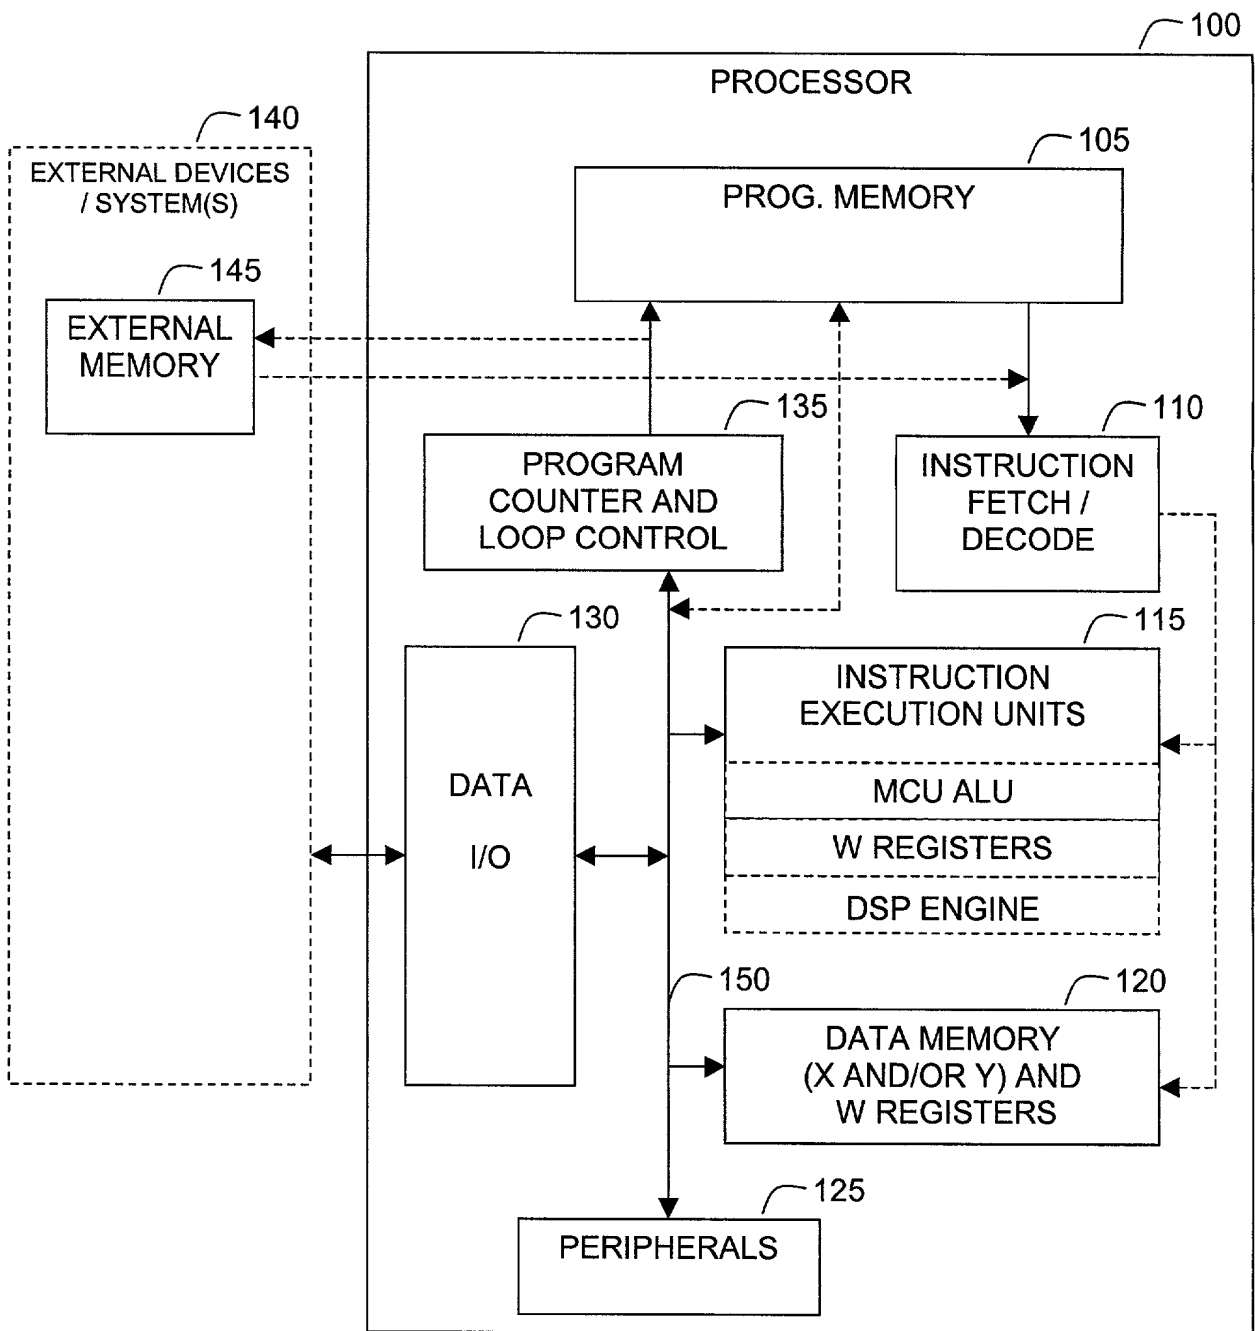 100
PROCESSOR
140
EXTERNAL DEVICES
/ SYSTEM(S)
105
PROG. MEMORY
145
EXTERNAL
MEMORY
135
PROGRAM
COUNTER AND
LOOP CONTROL
110
INSTRUCTION
FETCH /
DECODE
130
DATA
I/O
115
INSTRUCTION
EXECUTION UNITS
MCU ALU
W REGISTERS
DSP ENGINE
150
120
DATA MEMORY
(X AND/OR Y) AND
W REGISTERS
125
PERIPHERALS